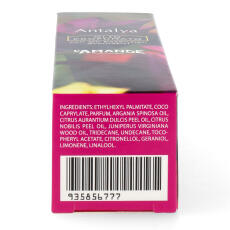 Antalya
L'AMANDE
INGREDIENTS: ETHYLHEXYL PALMITATE, COCO
CAPRYLATE, PARFUM, ARGANIA SPINOSA OIL,
CITRUS AURANTIUM DULCIS PEEL OIL, CITRUS
NOBILIS PEEL OIL, JUNIPERUS VIRGINIANA
WOOD OIL, TRIDECANE, UNDECANE, TOCO-
PHERYL ACETATE, CITRONELLOL, GERANIOL,
LIMONENE, LINALOOL.
935856777